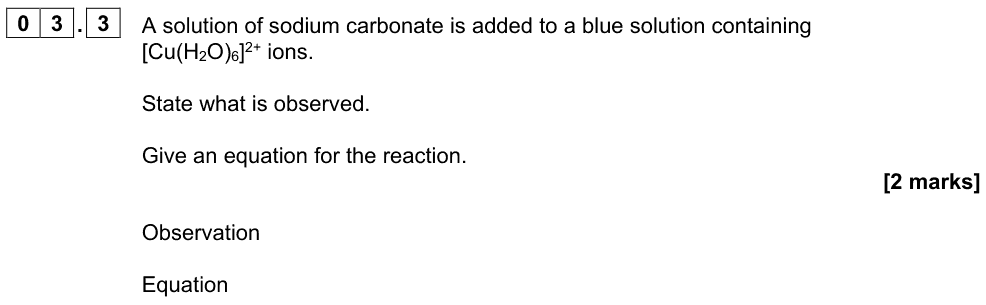 0 3 . 3 A solution of sodium carbonate is added to a blue solution containing
[Cu(H₂O)₆]²⁺ ions.
State what is observed.
Give an equation for the reaction.
[2 marks]
Observation
Equation